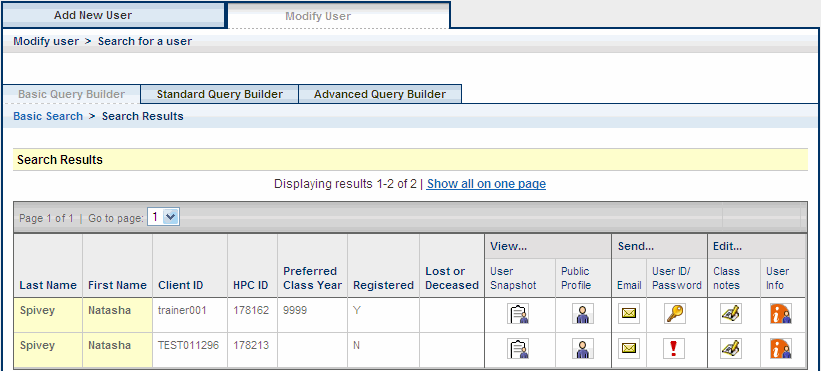 Add New User Modify User
Modify user > Search for a user
Basic Query Builder Standard Query Builder Advanced Query Builder
Basic Search > Search Results
Search Results
Displaying results 1-2 of 2 | Show all on one page
Page 1 of 1 | Go to page: 1
View... Send... Edit...
Last Name First Name Client ID HPC ID Preferred Class Year Registered Lost or Deceased User Snapshot Public Profile Email User ID/ Password Class notes User Info
Spivey Natasha trainer001 178162 9999 Y
Spivey Natasha TEST011296 178213 N